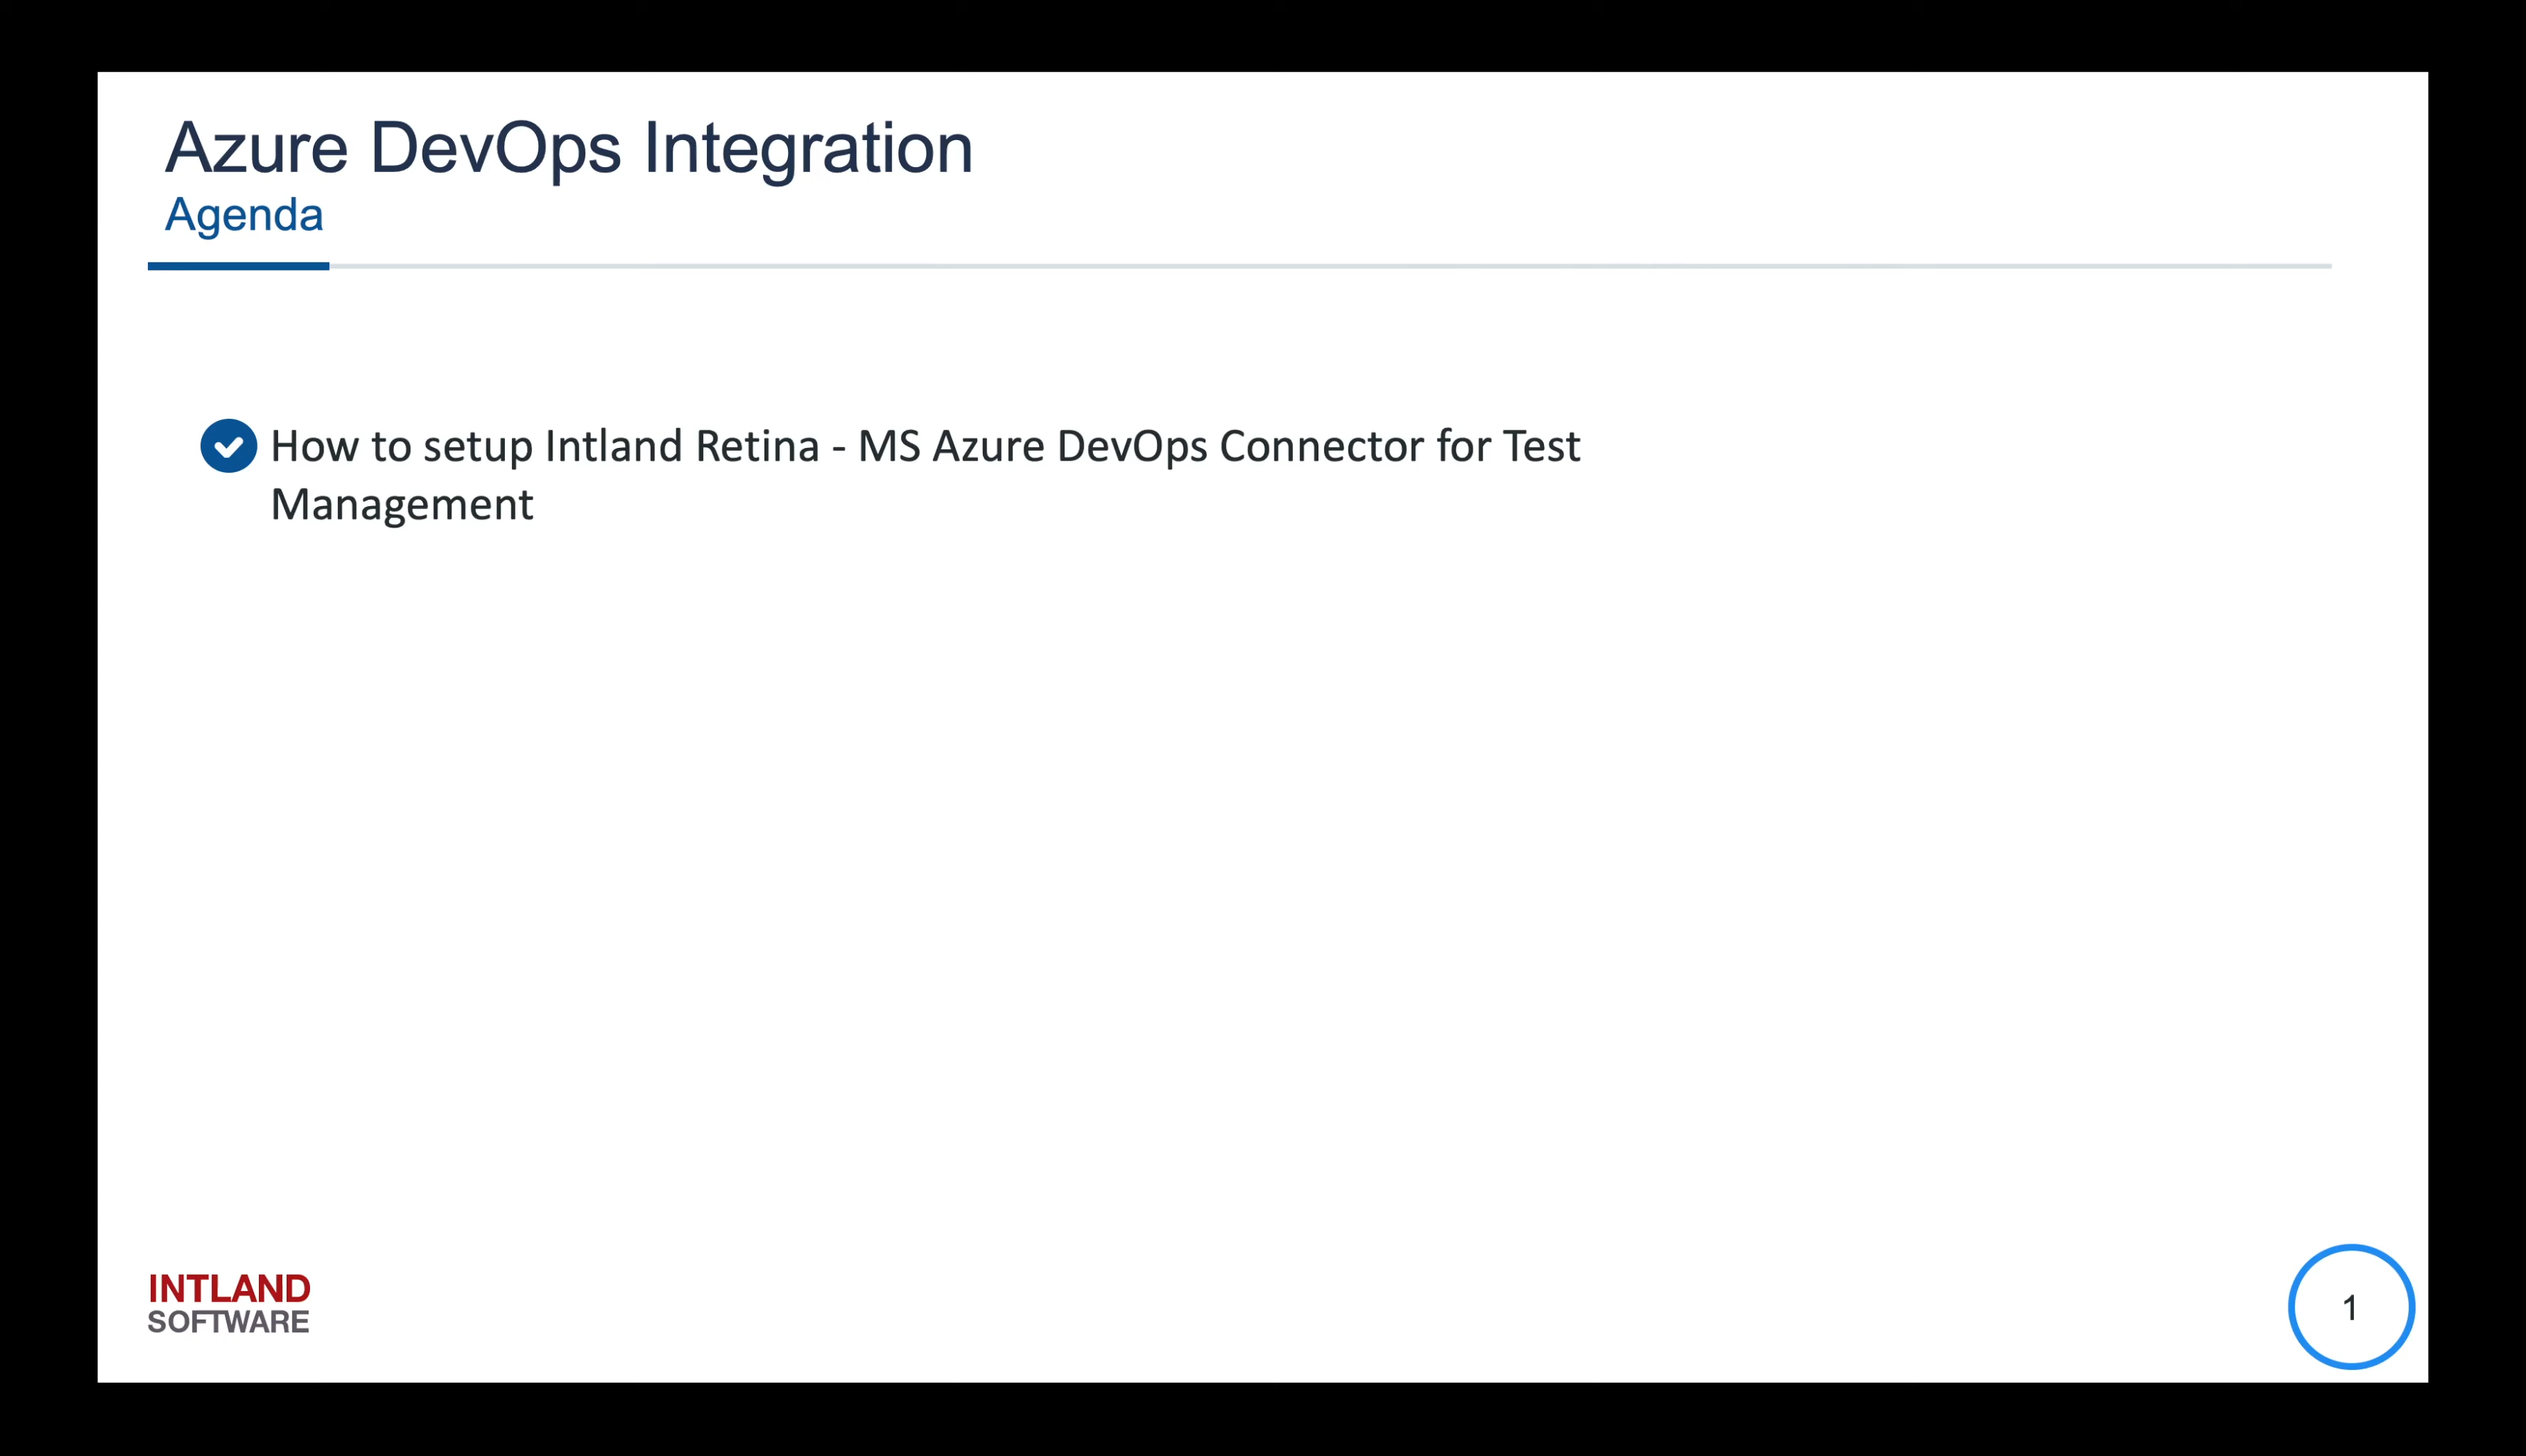 Azure DevOps Integration
Agenda
How to setup Intland Retina - MS Azure DevOps Connector for Test
Management
INTLAND
SOFTWARE
1